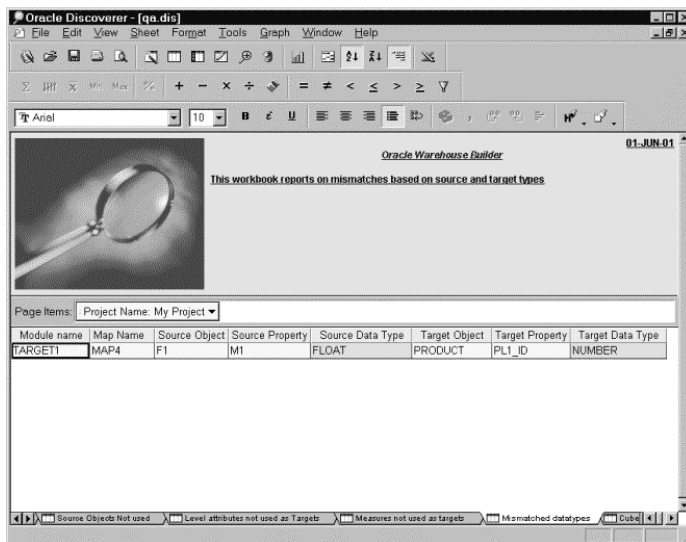 Oracle Discoverer - [qa.dis]
File Edit View Sheet Format Tools Graph Window Help
Σ x Min Max % + − × ÷ = ≠ < ≤ > ≥
Arial 10 B i U
01-JUN-01
Oracle Warehouse Builder
This workbook reports on mismatches based on source and target types
Page Items: Project Name: My Project
Module name Map Name Source Object Source Property Source Data Type Target Object Target Property Target Data Type
TARGET1 MAP4 F1 M1 FLOAT PRODUCT PL1_ID NUMBER
Source Objects Not used Level attributes not used as Targets Measures not used as targets Mismatched datatypes Cube